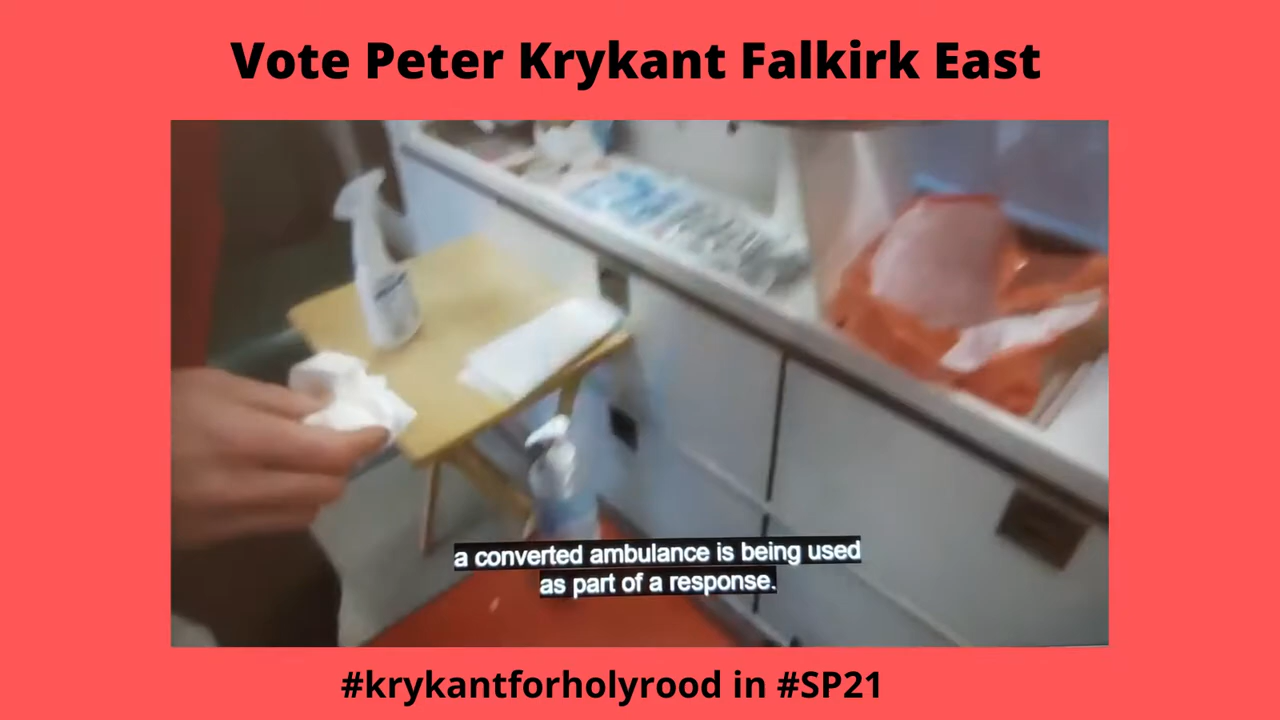 Vote Peter Krykant Falkirk East
a converted ambulance is being used
as part of a response.
#krykantforholyrood in #SP21